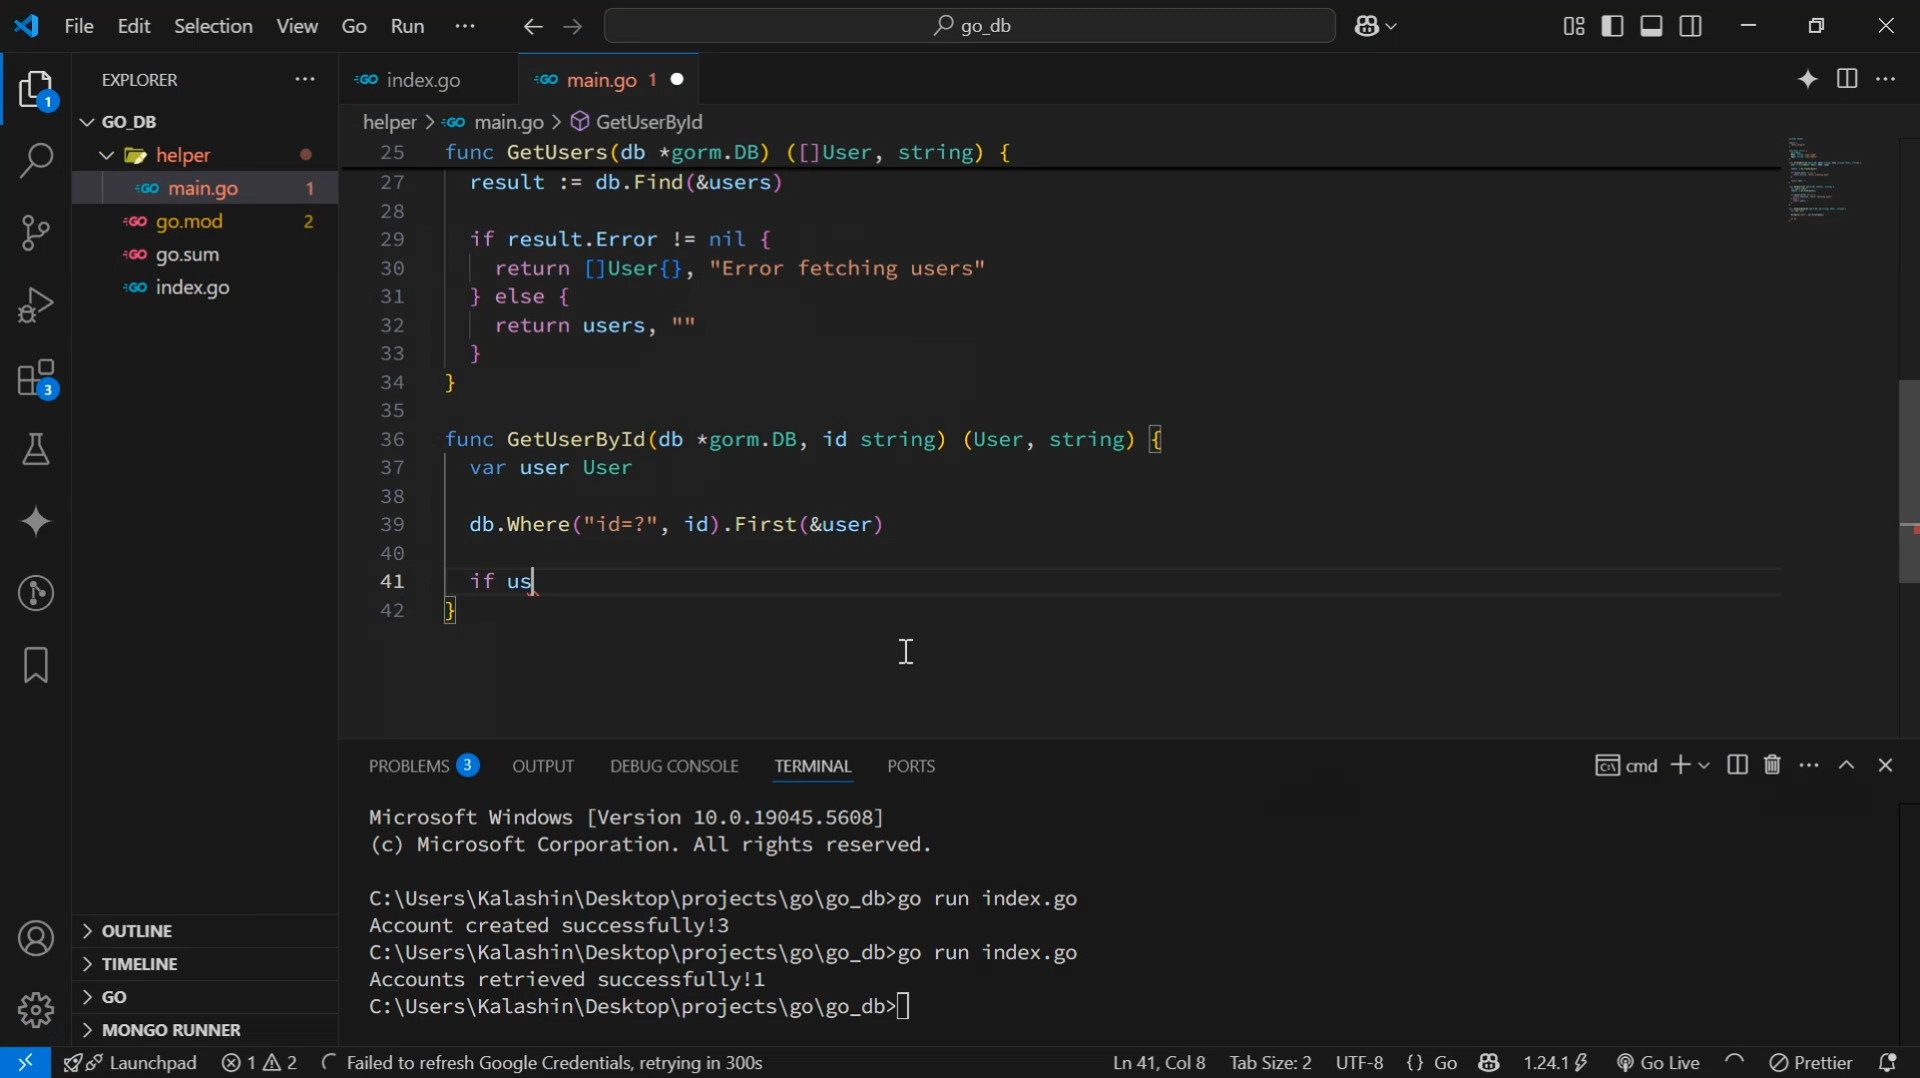 File Edit Selection View Go Run ··· go_db
EXPLORER ···
GO_DB
helper
main.go 1
go.mod 2
go.sum
index.go
OUTLINE
TIMELINE
GO
MONGO RUNNER
1
3
index.go main.go 1
helper > main.go > GetUserById
25 func GetUsers(db *gorm.DB) ([]User, string) {
27 result := db.Find(&users)
28
29 if result.Error != nil {
30 return []User{}, "Error fetching users"
31 } else {
32 return users, ""
33 }
34 }
35
36 func GetUserById(db *gorm.DB, id string) (User, string) {
37 var user User
38
39 db.Where("id=?", id).First(&user)
40
41 if us
42 }
PROBLEMS 3 OUTPUT DEBUG CONSOLE TERMINAL PORTS cmd
Microsoft Windows [Version 10.0.19045.5608]
(c) Microsoft Corporation. All rights reserved.
C:\Users\Kalashin\Desktop\projects\go\go_db>go run index.go
Account created successfully!3
C:\Users\Kalashin\Desktop\projects\go\go_db>go run index.go
Accounts retrieved successfully!1
C:\Users\Kalashin\Desktop\projects\go\go_db>
Launchpad 1 2 Failed to refresh Google Credentials, retrying in 300s Ln 41, Col 8 Tab Size: 2 UTF-8 {} Go 1.24.1 Go Live Prettier